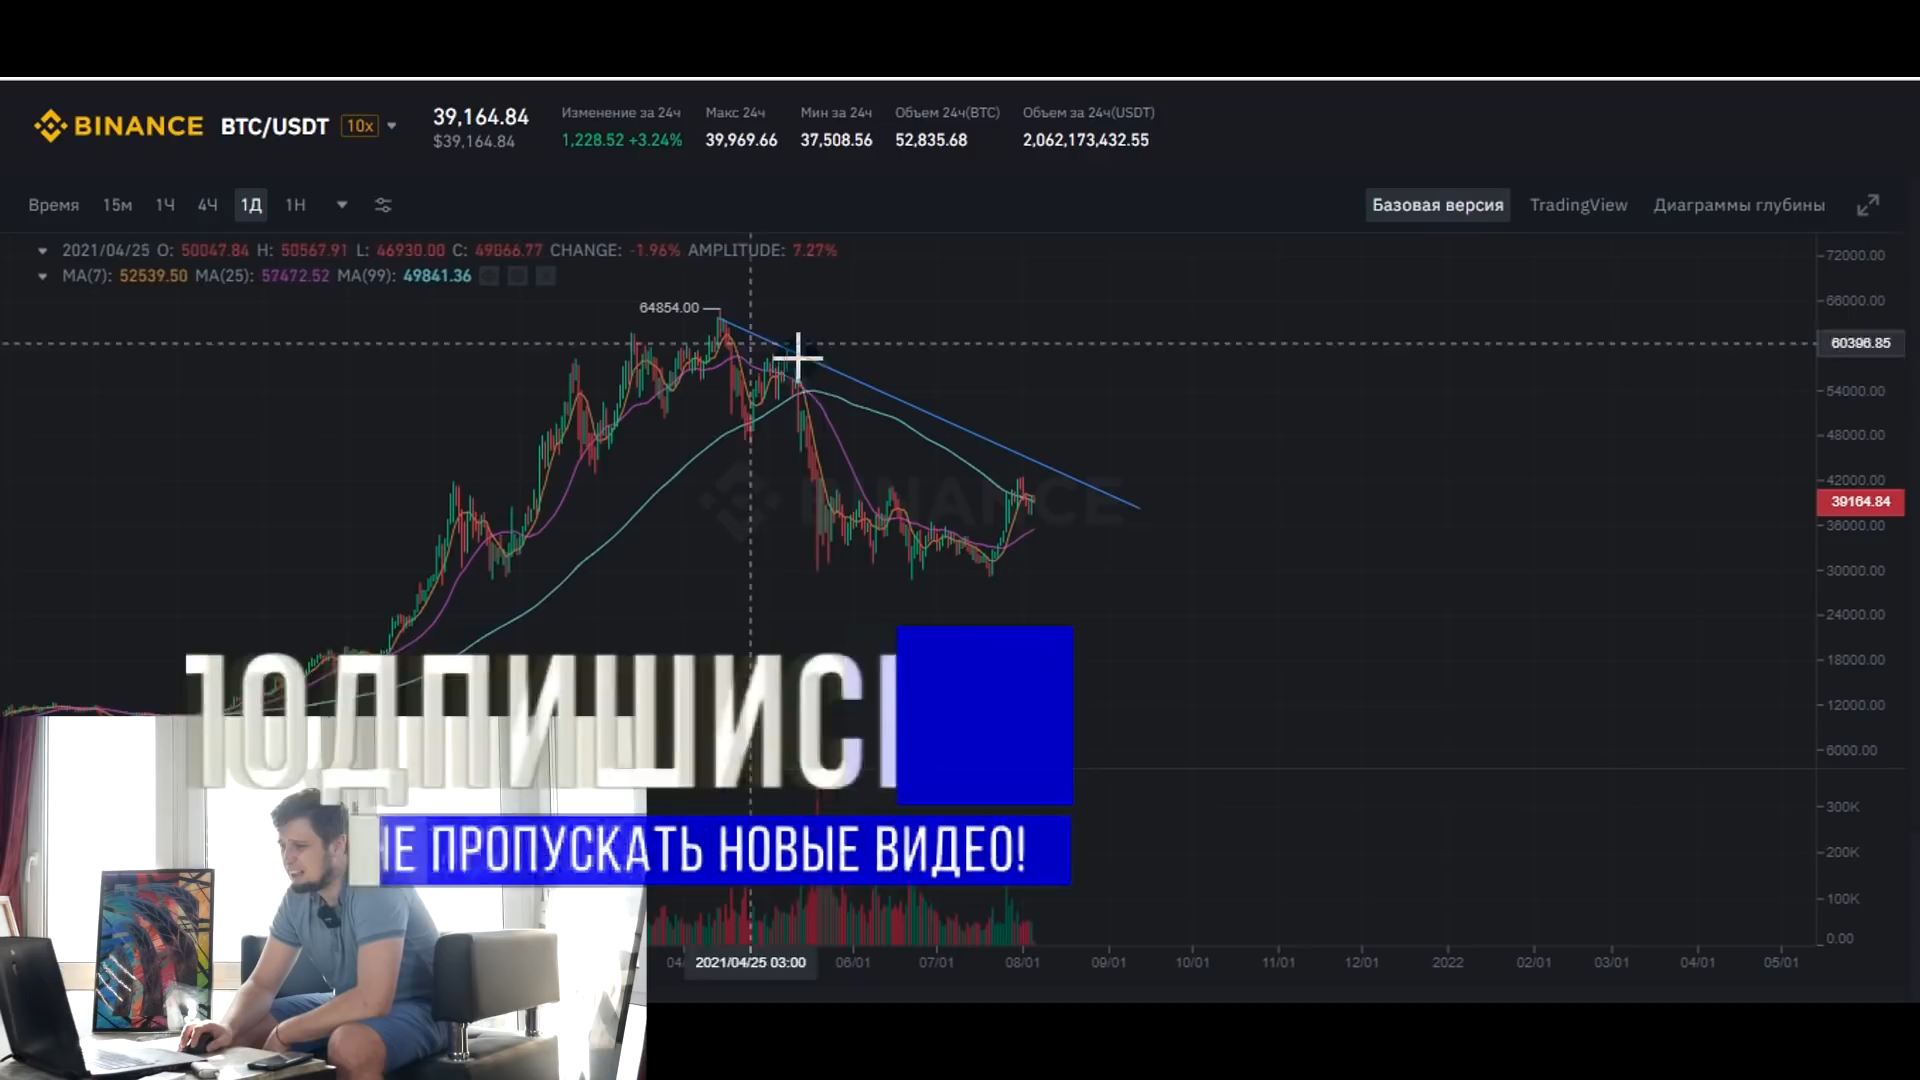 BINANCE BTC/USDT 10x
39,164.84
$39,164.84
Изменение за 24ч
1,228.52 +3.24%
Макс 24ч
39,969.66
Мин за 24ч
37,508.56
Объем 24ч(BTC)
52,835.68
Объем за 24ч(USDT)
2,062,173,432.55
Время 15м 1Ч 4Ч 1Д 1Н
Базовая версия TradingView Диаграммы глубины
2021/04/25 O: 50047.84 H: 50567.91 L: 46930.00 C: 49066.77 CHANGE: -1.96% AMPLITUDE: 7.27%
MA(7): 52539.50 MA(25): 57472.52 MA(99): 49841.36
64854.00
72000.00
66000.00
60396.85
54000.00
48000.00
42000.00
39164.84
36000.00
30000.00
24000.00
18000.00
12000.00
6000.00
300K
200K
100K
0.00
BINANCE
ПОДПИШИС
НЕ ПРОПУСКАТЬ НОВЫЕ ВИДЕО!
04/ 2021/04/25 03:00 06/01 07/01 08/01 09/01 10/01 11/01 12/01 2022 02/01 03/01 04/01 05/01